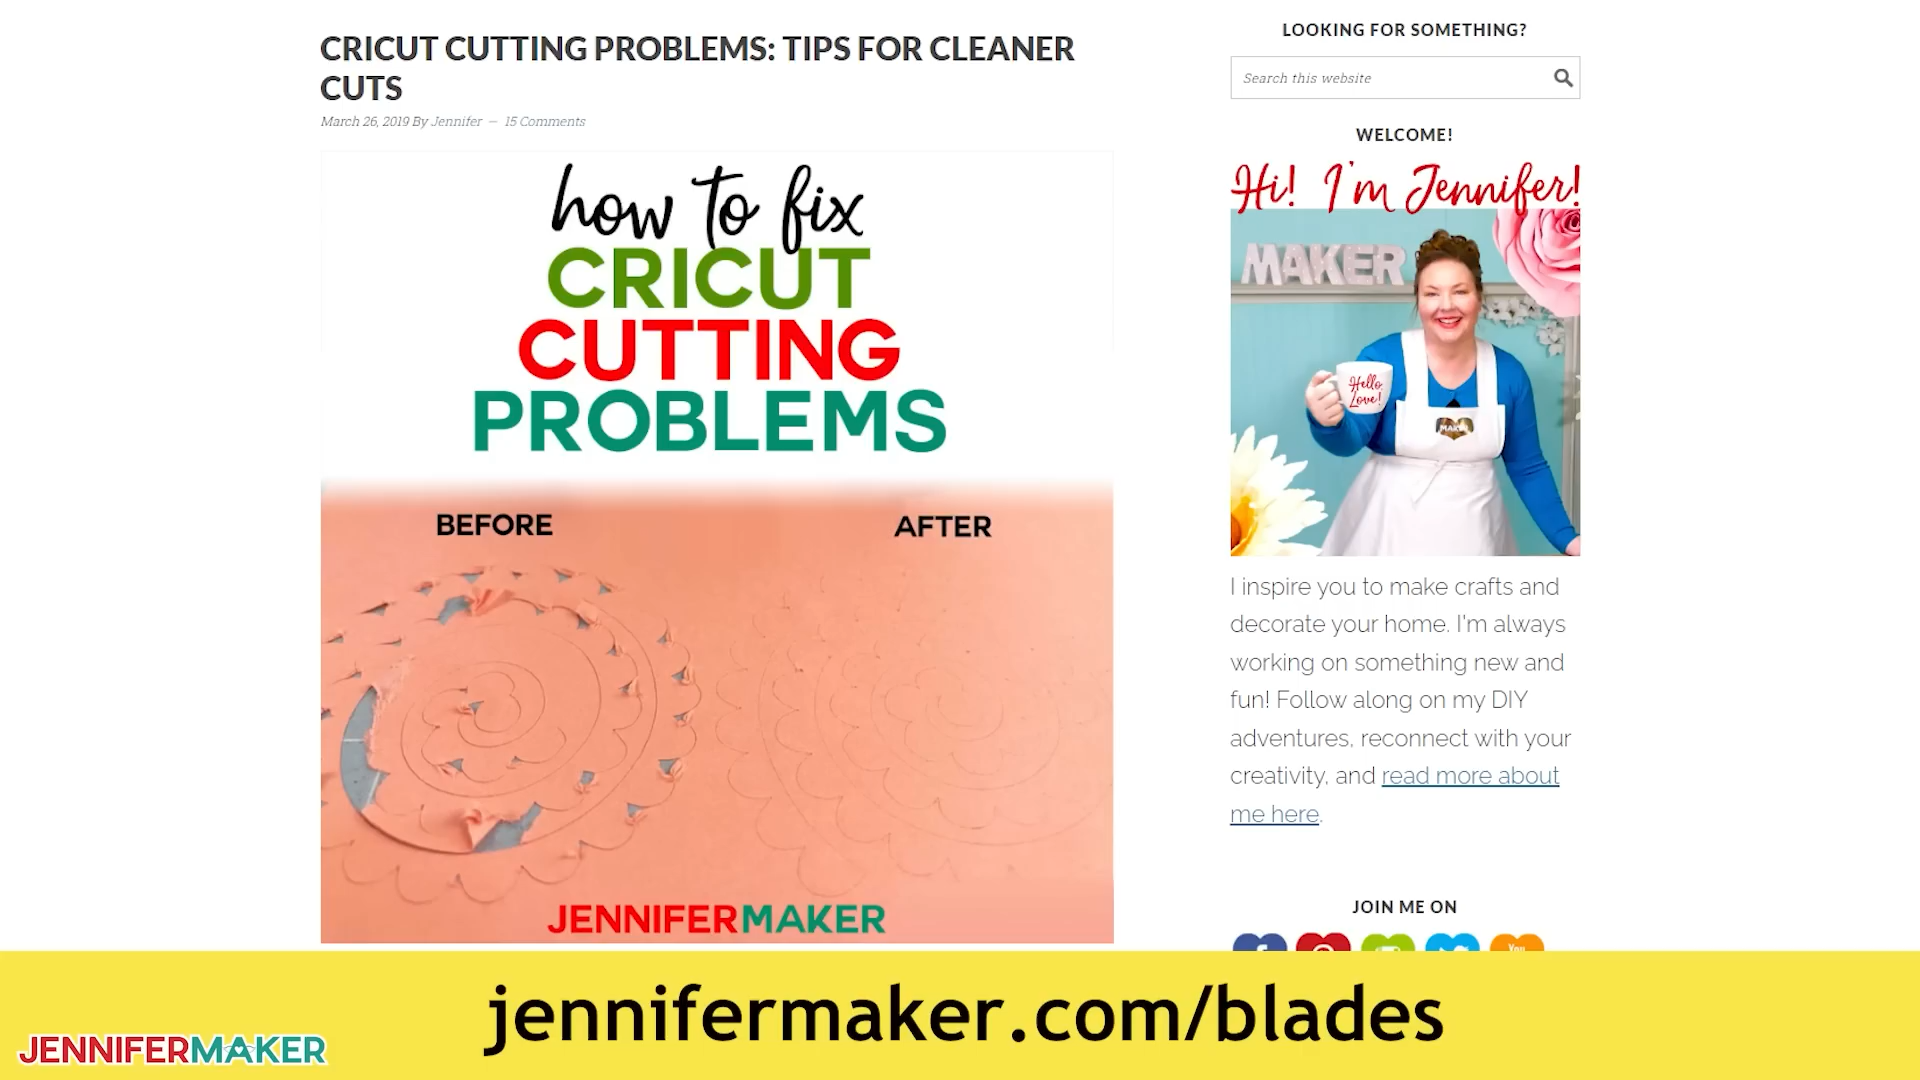 CRICUT CUTTING PROBLEMS: TIPS FOR CLEANER
CUTS
March 26, 2019 By Jennifer — 15 Comments
how to fix
CRICUT
CUTTING
PROBLEMS
BEFORE
AFTER
JENNIFERMAKER
LOOKING FOR SOMETHING?
Search this website
WELCOME!
Hi! I'm Jennifer!
MAKER
Hello
Love!
MAKER
I inspire you to make crafts and
decorate your home. I'm always
working on something new and
fun! Follow along on my DIY
adventures, reconnect with your
creativity, and read more about
me here.
JOIN ME ON
You
jennifermaker.com/blades
JENNIFERMAKER